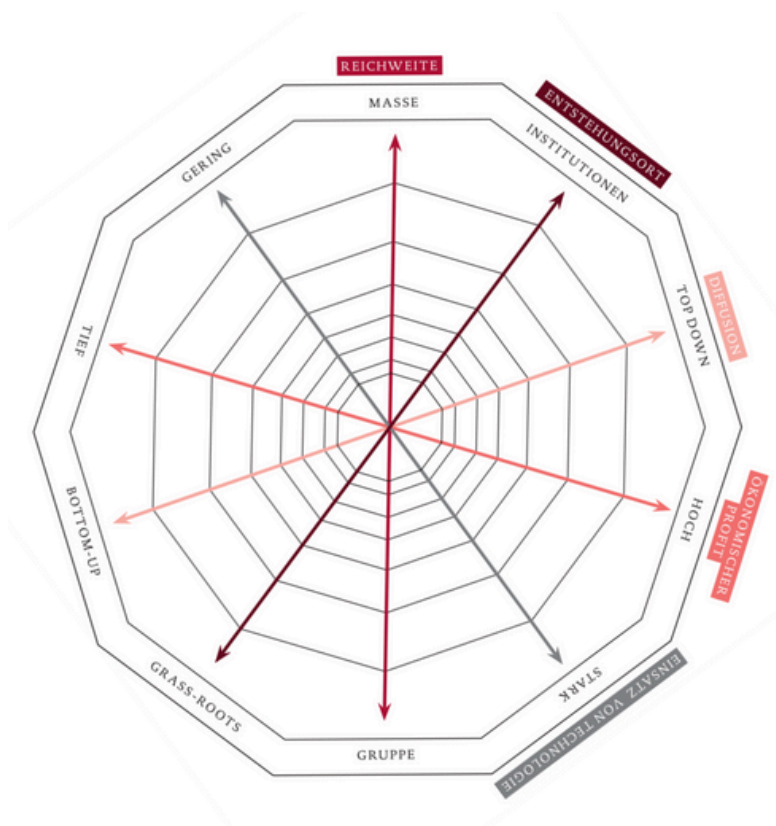 REICHWEITE
MASSE
ENTSTEHUNGSORT
INSTITUTIONEN
DIFFUSION
TOP DOWN
ÖKONOMISCHER
PROFIT
HOCH
EINSATZ VON TECHNOLOGIE
STARK
GRUPPE
GRASS-ROOTS
BOTTOM-UP
TIEF
GERING